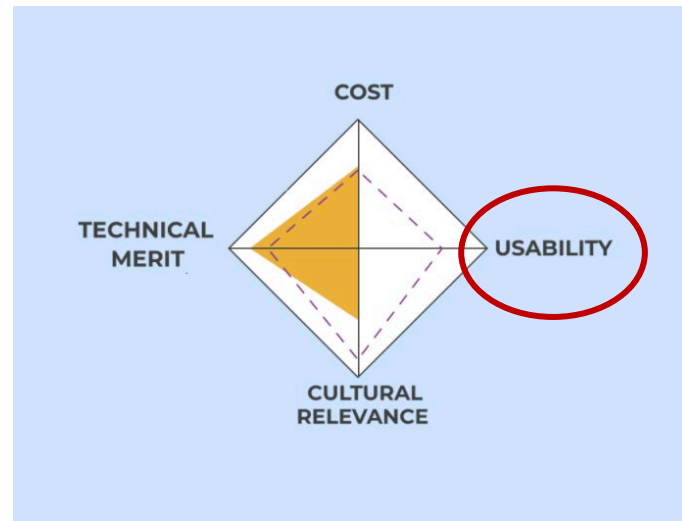 COST
TECHNICAL
MERIT
USABILITY
CULTURAL
RELEVANCE